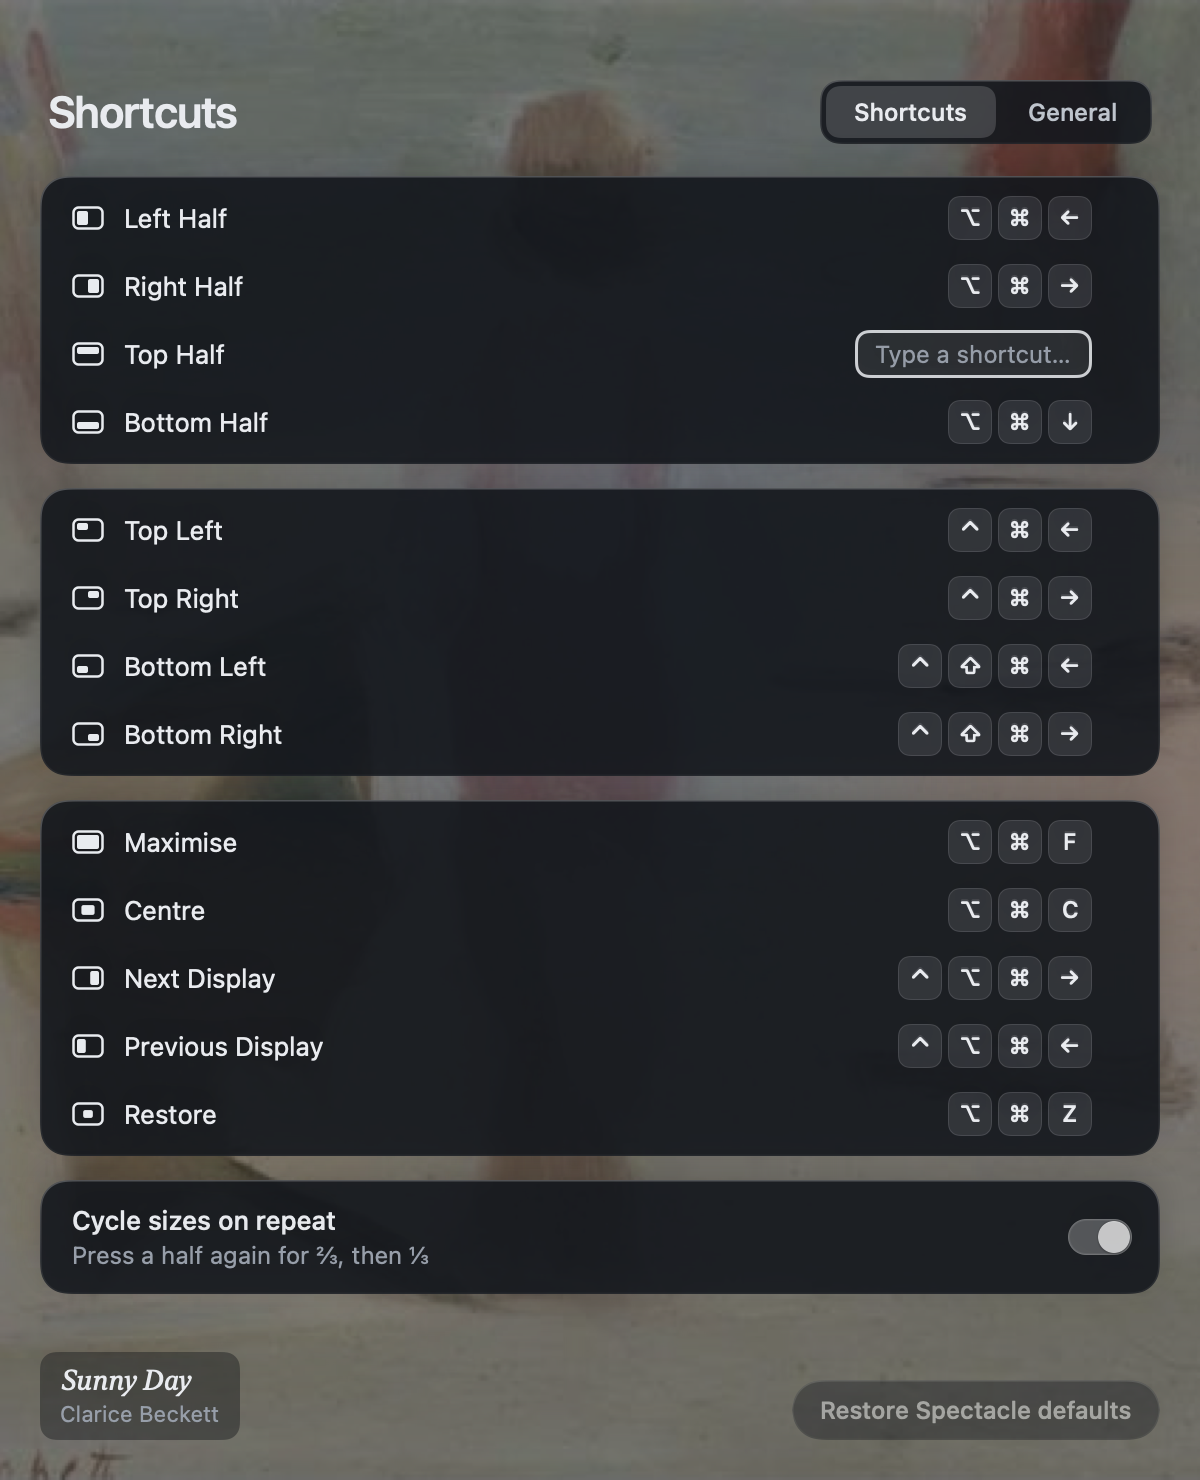 Shortcuts
Shortcuts General
Left Half ⌥ ⌘ ←
Right Half ⌥ ⌘ →
Top Half Type a shortcut...
Bottom Half ⌥ ⌘ ↓
Top Left ^ ⌘ ←
Top Right ^ ⌘ →
Bottom Left ^ ⇧ ⌘ ←
Bottom Right ^ ⇧ ⌘ →
Maximise ⌥ ⌘ F
Centre ⌥ ⌘ C
Next Display ^ ⌥ ⌘ →
Previous Display ^ ⌥ ⌘ ←
Restore ⌥ ⌘ Z
Cycle sizes on repeat
Press a half again for ⅔, then ⅓
Sunny Day
Clarice Beckett
Restore Spectacle defaults